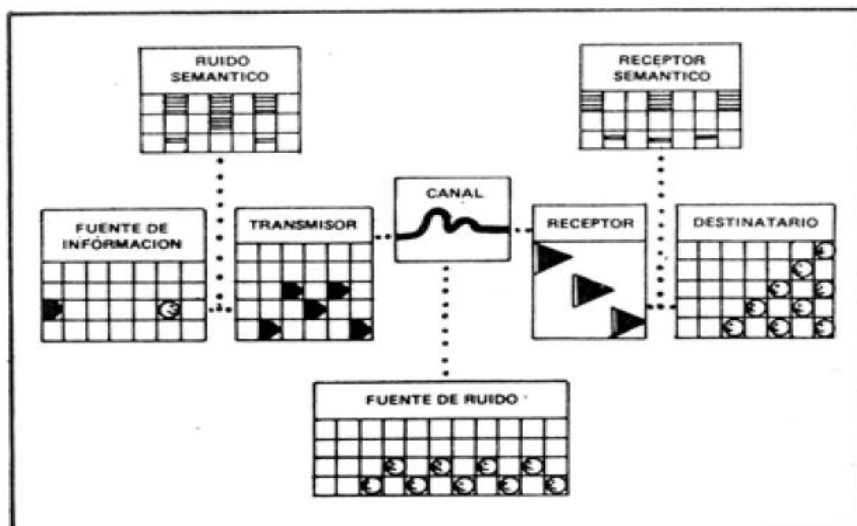 RUIDO
SEMANTICO
RECEPTOR
SEMANTICO
FUENTE DE
INFORMACION
TRANSMISOR
CANAL
RECEPTOR
DESTINATARIO
FUENTE DE RUIDO